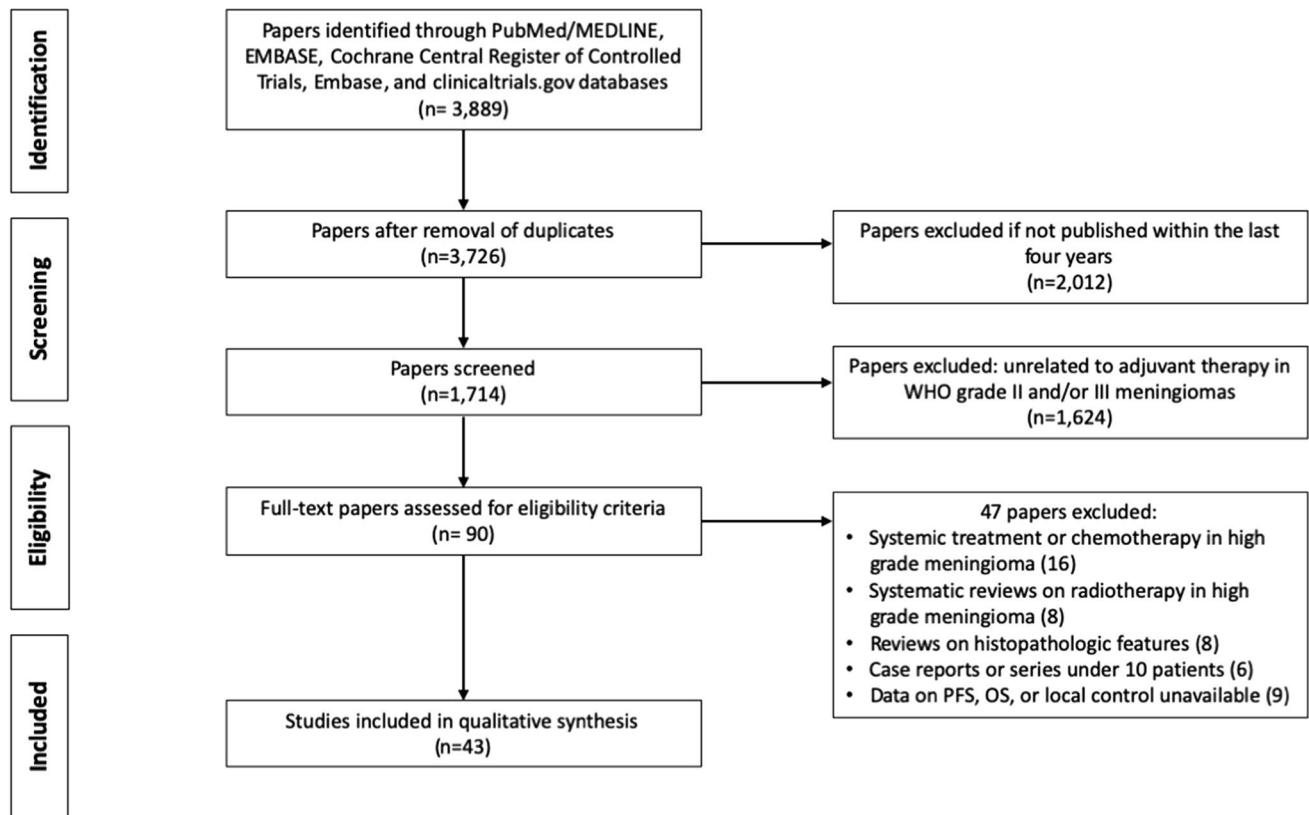 Identification
Papers identified through PubMed/MEDLINE,
EMBASE, Cochrane Central Register of Controlled
Trials, Embase, and clinicaltrials.gov databases
(n= 3,889)
Screening
Papers after removal of duplicates
(n=3,726)
Papers excluded if not published within the last
four years
(n=2,012)
Papers screened
(n=1,714)
Papers excluded: unrelated to adjuvant therapy in
WHO grade II and/or III meningiomas
(n=1,624)
Eligibility
Full-text papers assessed for eligibility criteria
(n= 90)
47 papers excluded:
• Systemic treatment or chemotherapy in high
grade meningioma (16)
• Systematic reviews on radiotherapy in high
grade meningioma (8)
• Reviews on histopathologic features (8)
• Case reports or series under 10 patients (6)
• Data on PFS, OS, or local control unavailable (9)
Included
Studies included in qualitative synthesis
(n=43)